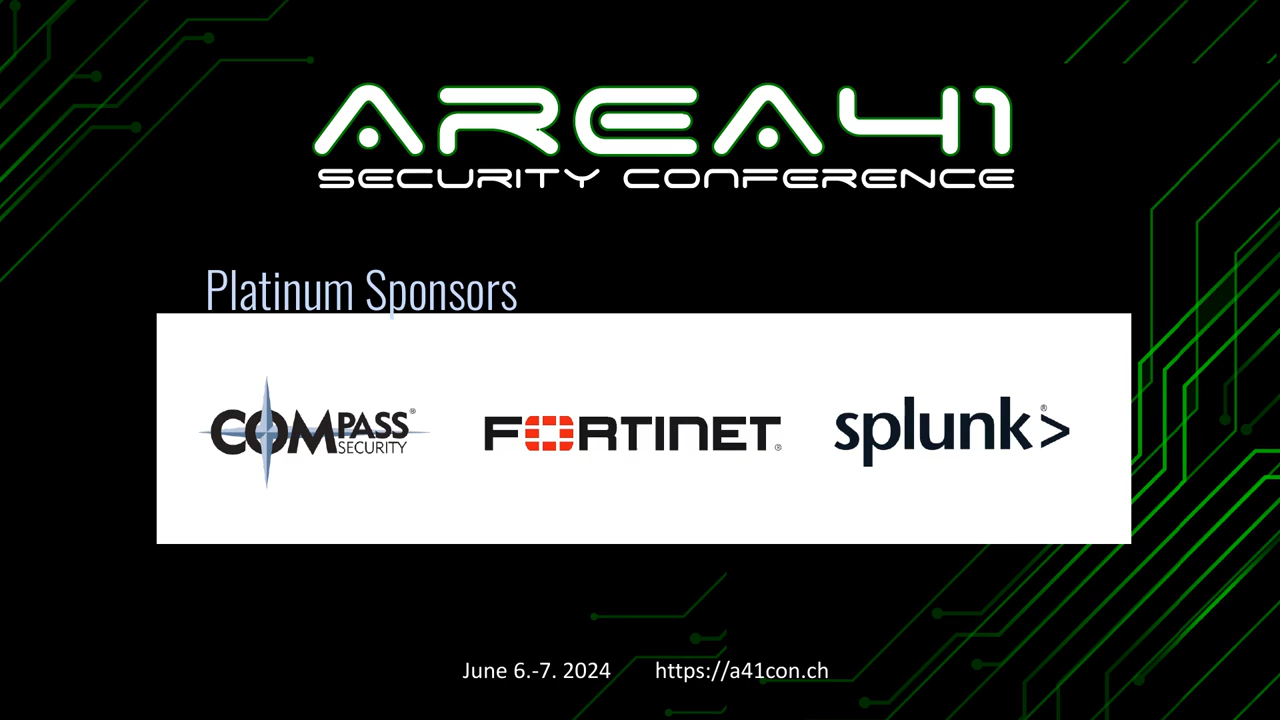 AREA41
SECURITY CONFERENCE
Platinum Sponsors
COMPASS SECURITY®
FORTINET®
splunk>®
June 6.-7. 2024 https://a41con.ch